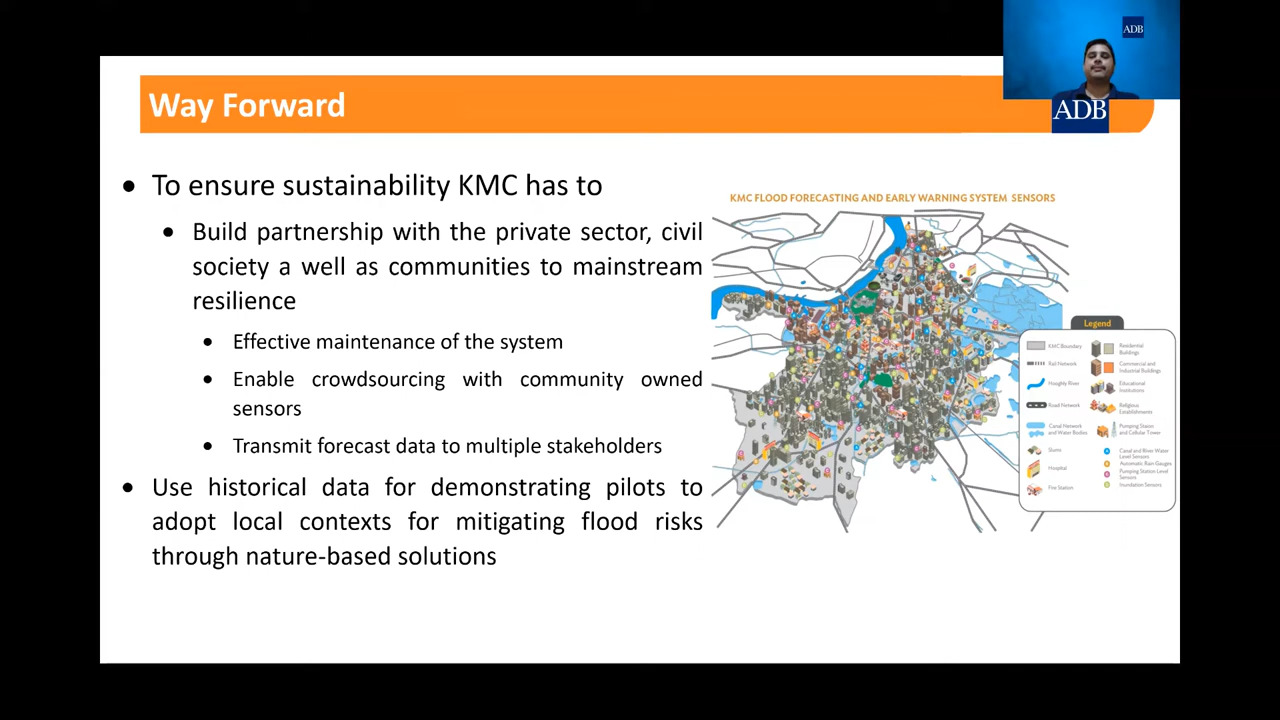 ADB
Way Forward
ADB
• To ensure sustainability KMC has to
• Build partnership with the private sector, civil
society a well as communities to mainstream
resilience
• Effective maintenance of the system
• Enable crowdsourcing with community owned
sensors
• Transmit forecast data to multiple stakeholders
• Use historical data for demonstrating pilots to
adopt local contexts for mitigating flood risks
through nature-based solutions
KMC FLOOD FORECASTING AND EARLY WARNING SYSTEM SENSORS
Legend
KMC Boundary
Rail Network
Hooghly River
Road Network
Canal Network
and Water Bodies
Slums
Hospital
Fire Station
Residential
Buildings
Commercial and
Industrial Buildings
Educational
Institutions
Religious
Establishments
Pumping Station
and Cellular Tower
Canal and River Water
Level Sensors
Automatic Rain Gauges
Pumping Station Level
Sensors
Inundation Sensors